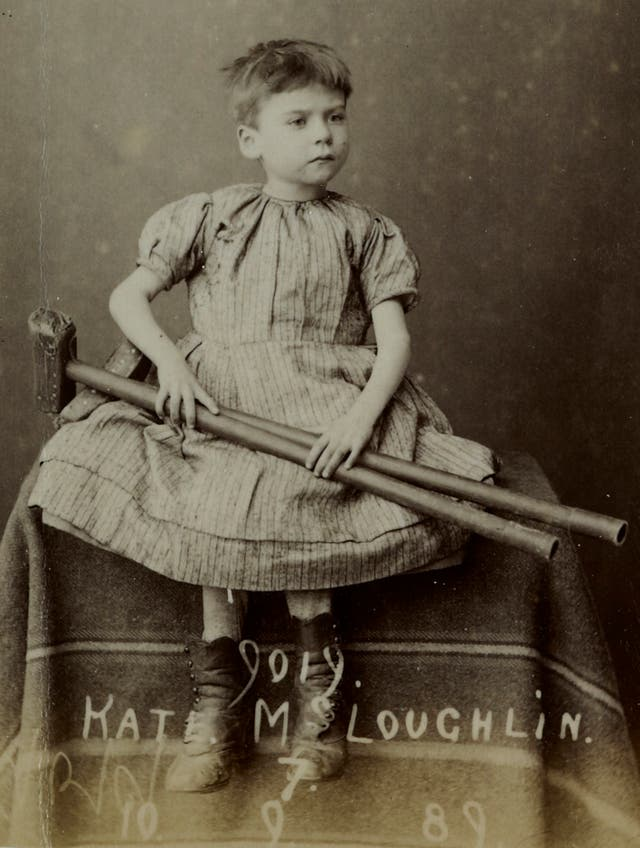 9019.
KATE McLOUGHLIN.
7.
10. 9. 89.